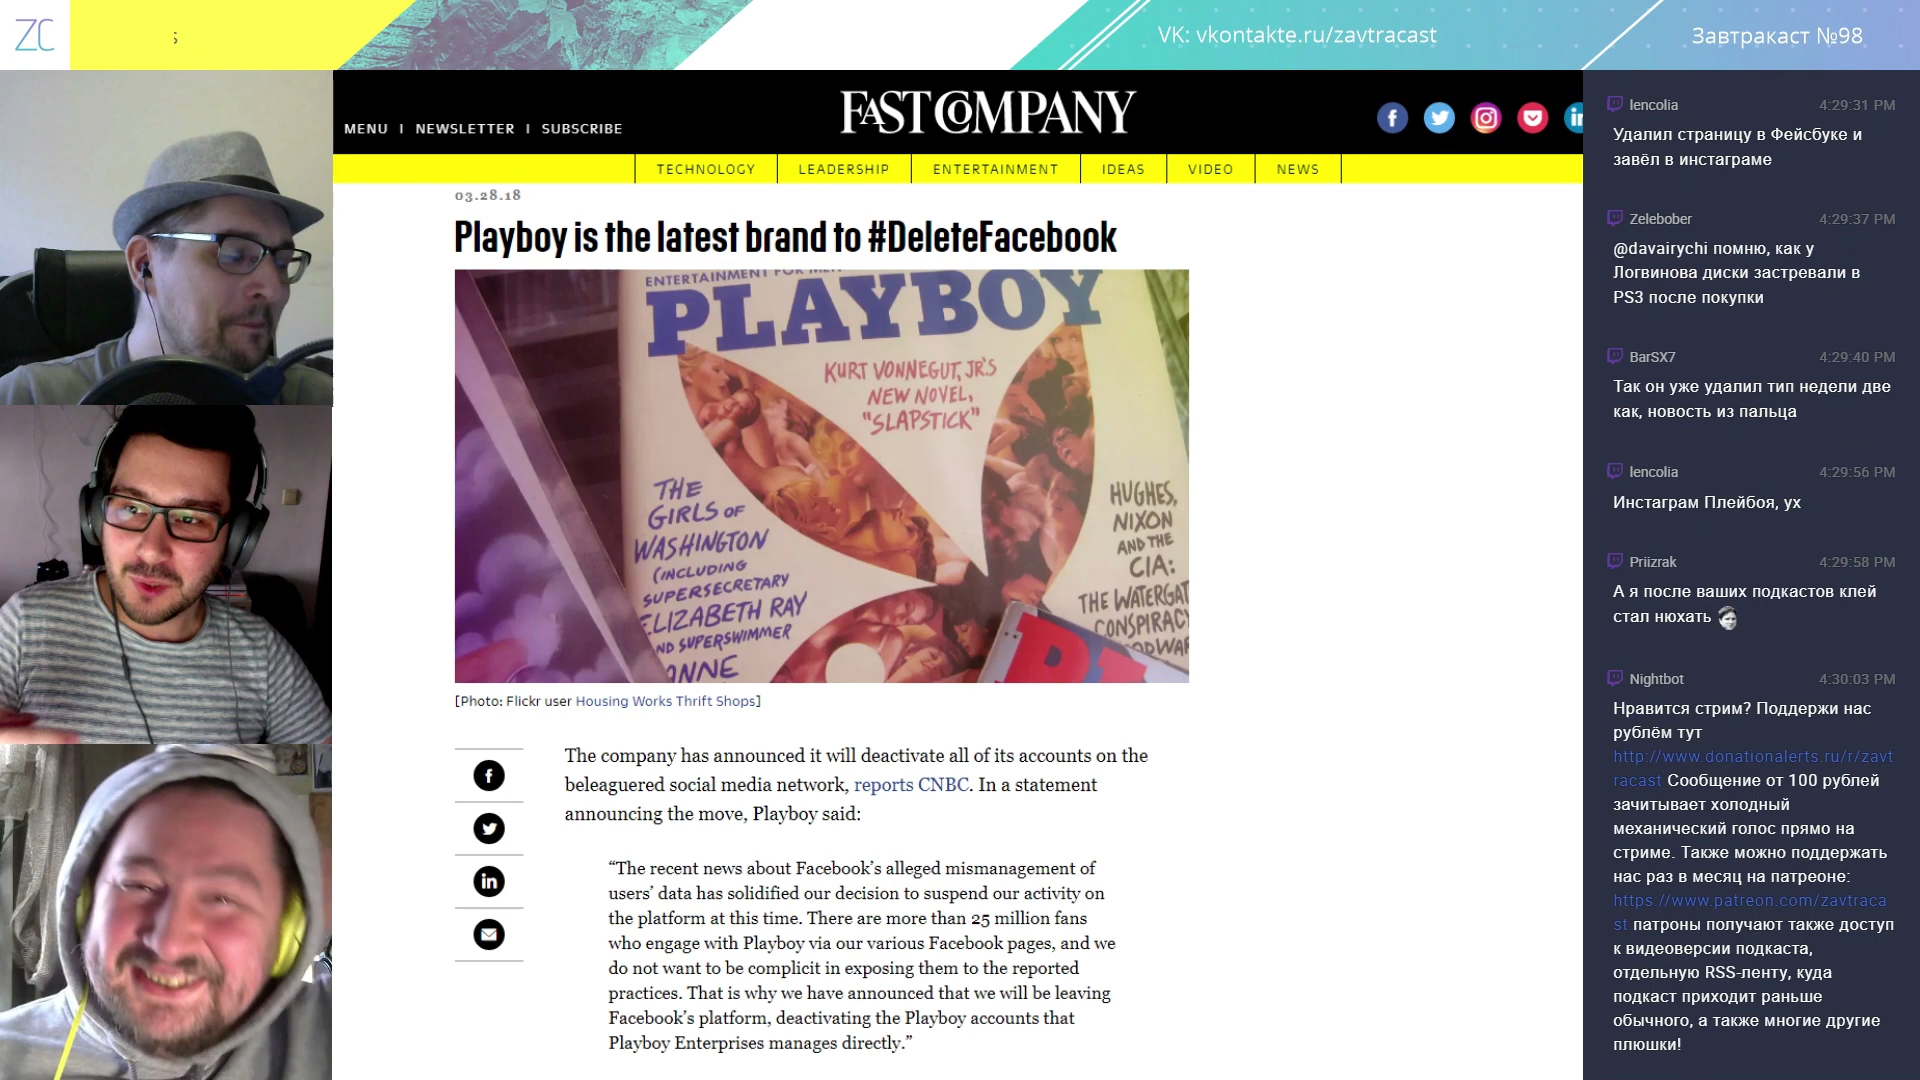 ZC
VK: vkontakte.ru/zavtracast
Завтракаст №98
MENU | NEWSLETTER | SUBSCRIBE
FAST COMPANY
TECHNOLOGY
LEADERSHIP
ENTERTAINMENT
IDEAS
VIDEO
NEWS
03.28.18
Playboy is the latest brand to #DeleteFacebook
ENTERTAINMENT FOR MEN
PLAYBOY
KURT VONNEGUT, JR.'S
NEW NOVEL,
"SLAPSTICK"
THE
GIRLS OF
WASHINGTON
(INCLUDING
SUPERSECRETARY
ELIZABETH RAY
AND SUPERSWIMMER
ANNE
HUGHES,
NIXON
AND THE
CIA:
THE WATERGAT
CONSPIRACY
[Photo: Flickr user Housing Works Thrift Shops]
The company has announced it will deactivate all of its accounts on the
beleaguered social media network, reports CNBC. In a statement
announcing the move, Playboy said:
“The recent news about Facebook’s alleged mismanagement of
users’ data has solidified our decision to suspend our activity on
the platform at this time. There are more than 25 million fans
who engage with Playboy via our various Facebook pages, and we
do not want to be complicit in exposing them to the reported
practices. That is why we have announced that we will be leaving
Facebook’s platform, deactivating the Playboy accounts that
Playboy Enterprises manages directly.”
lencolia 4:29:31 PM
Удалил страницу в Фейсбуке и
завёл в инстаграме
Zelebober 4:29:37 PM
@davairychi помню, как у
Логвинова диски застревали в
PS3 после покупки
BarSX7 4:29:40 PM
Так он уже удалил тип недели две
как, новость из пальца
lencolia 4:29:56 PM
Инстаграм Плейбоя, ух
Priizrak 4:29:58 PM
А я после ваших подкастов клей
стал нюхать
Nightbot 4:30:03 PM
Нравится стрим? Поддержи нас
рублём тут
http://www.donationalerts.ru/r/zavt
racast Сообщение от 100 рублей
зачитывает холодный
механический голос прямо на
стриме. Также можно поддержать
нас раз в месяц на патреоне:
https://www.patreon.com/zavtraca
st патроны получают также доступ
к видеоверсии подкаста,
отдельную RSS-ленту, куда
подкаст приходит раньше
обычного, а также многие другие
плюшки!